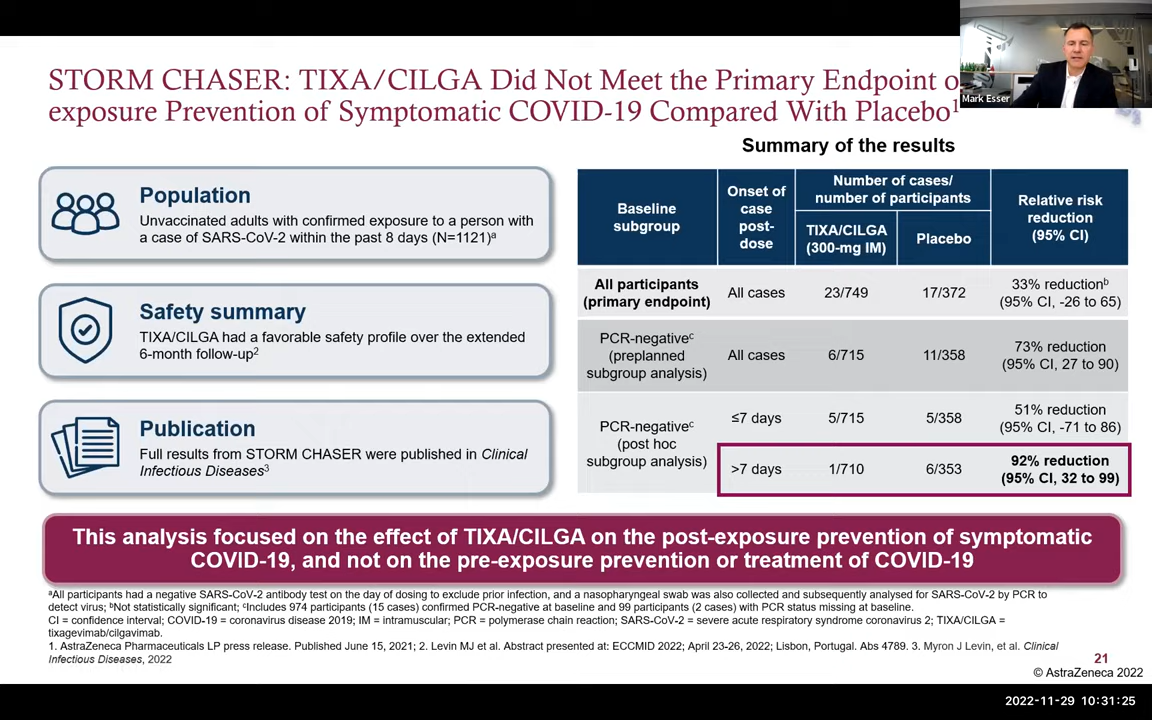 STORM CHASER: TIXA/CILGA Did Not Meet the Primary Endpoint o
exposure Prevention of Symptomatic COVID-19 Compared With Placebo¹
Mark Esser
Summary of the results
Population
Unvaccinated adults with confirmed exposure to a person with
a case of SARS-CoV-2 within the past 8 days (N=1121)ᵃ
Safety summary
TIXA/CILGA had a favorable safety profile over the extended
6-month follow-up²
Publication
Full results from STORM CHASER were published in Clinical
Infectious Diseases³
Baseline
subgroup
Onset of
case
post-
dose
Number of cases/
number of participants
TIXA/CILGA
(300-mg IM)
Placebo
Relative risk
reduction
(95% CI)
All participants
(primary endpoint)
All cases
23/749
17/372
33% reductionᵇ
(95% CI, -26 to 65)
PCR-negativeᶜ
(preplanned
subgroup analysis)
All cases
6/715
11/358
73% reduction
(95% CI, 27 to 90)
PCR-negativeᶜ
(post hoc
subgroup analysis)
≤7 days
5/715
5/358
51% reduction
(95% CI, -71 to 86)
>7 days
1/710
6/353
92% reduction
(95% CI, 32 to 99)
This analysis focused on the effect of TIXA/CILGA on the post-exposure prevention of symptomatic
COVID-19, and not on the pre-exposure prevention or treatment of COVID-19
ᵃAll participants had a negative SARS-CoV-2 antibody test on the day of dosing to exclude prior infection, and a nasopharyngeal swab was also collected and subsequently analysed for SARS-CoV-2 by PCR to
detect virus; ᵇNot statistically significant; ᶜIncludes 974 participants (15 cases) confirmed PCR-negative at baseline and 99 participants (2 cases) with PCR status missing at baseline.
CI = confidence interval; COVID-19 = coronavirus disease 2019; IM = intramuscular; PCR = polymerase chain reaction; SARS-CoV-2 = severe acute respiratory syndrome coronavirus 2; TIXA/CILGA =
tixagevimab/cilgavimab.
1. AstraZeneca Pharmaceuticals LP press release. Published June 15, 2021; 2. Levin MJ et al. Abstract presented at: ECCMID 2022; April 23-26, 2022; Lisbon, Portugal. Abs 4789. 3. Myron J Levin, et al. Clinical
Infectious Diseases, 2022
21
© AstraZeneca 2022
2022-11-29 10:31:25